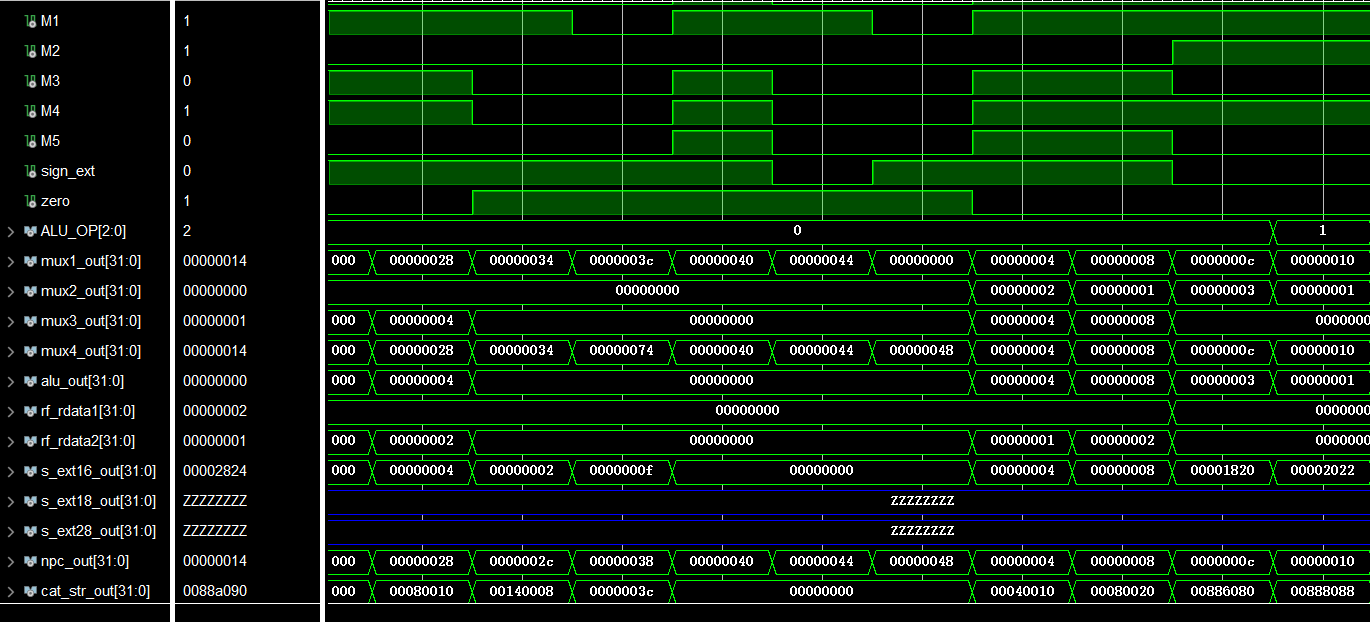 M1 1
M2 1
M3 0
M4 1
M5 0
sign_ext 0
zero 1
ALU_OP[2:0] 2 0 1
mux1_out[31:0] 00000014 000 00000028 00000034 0000003c 00000040 00000044 00000000 00000004 00000008 0000000c 00000010
mux2_out[31:0] 00000000 00000000 00000002 00000001 00000003 00000001
mux3_out[31:0] 00000001 000 00000004 00000000 00000004 00000008 0000000
mux4_out[31:0] 00000014 000 00000028 00000034 00000074 00000040 00000044 00000048 00000004 00000008 0000000c 00000010
alu_out[31:0] 00000000 000 00000004 00000000 00000004 00000008 00000003 00000001
rf_rdata1[31:0] 00000002 00000000 0000000
rf_rdata2[31:0] 00000001 000 00000002 00000000 00000001 00000002 0000000
s_ext16_out[31:0] 00002824 000 00000004 00000002 0000000f 00000000 00000004 00000008 00001820 00002022
s_ext18_out[31:0] ZZZZZZZZ ZZZZZZZZ
s_ext28_out[31:0] ZZZZZZZZ ZZZZZZZZ
npc_out[31:0] 00000014 000 00000028 0000002c 00000038 00000040 00000044 00000048 00000004 00000008 0000000c 00000010
cat_str_out[31:0] 0088a090 000 00080010 00140008 0000003c 00000000 00040010 00080020 00886080 00888088